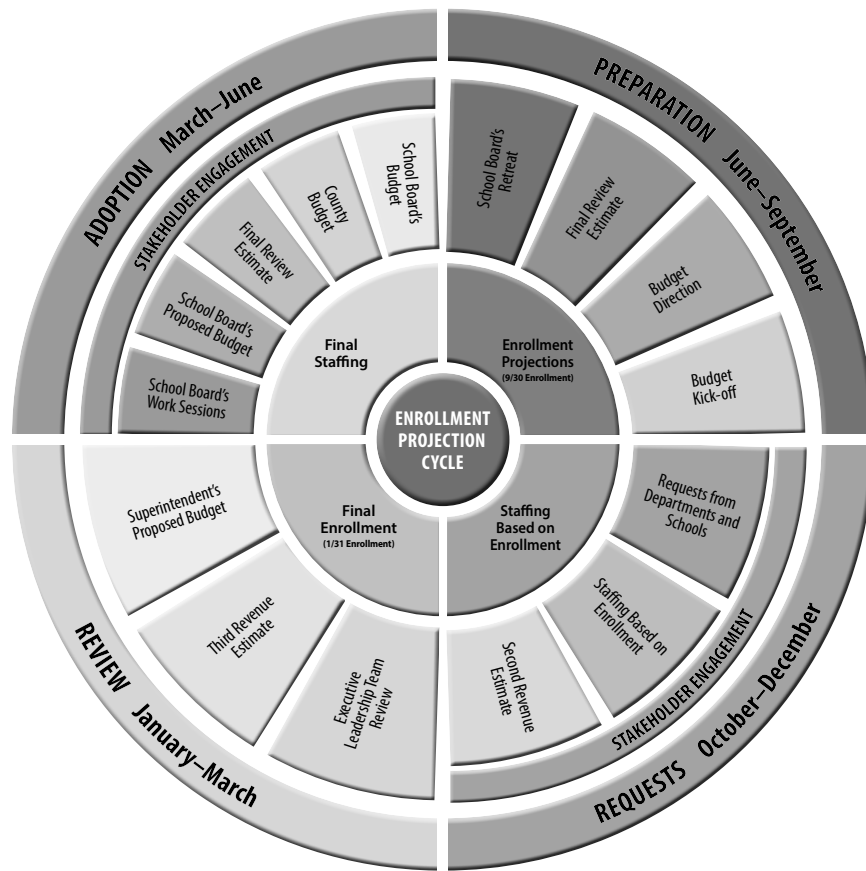 ENROLLMENT
PROJECTION
CYCLE
PREPARATION June–September
School Board's
Retreat
Final Review
Estimate
Budget
Direction
Budget
Kick-off
Enrollment
Projections
(9/30 Enrollment)
REQUESTS October–December
STAKEHOLDER ENGAGEMENT
Requests from
Departments and
Schools
Staffing Based on
Enrollment
Second Revenue
Estimate
Staffing
Based on
Enrollment
REVIEW January–March
Executive
Leadership Team
Review
Third Revenue
Estimate
Superintendent's
Proposed Budget
Final
Enrollment
(1/31 Enrollment)
ADOPTION March–June
STAKEHOLDER ENGAGEMENT
School Board's
Work Sessions
School Board's
Proposed Budget
Final Review
Estimate
County
Budget
School Board's
Budget
Final
Staffing